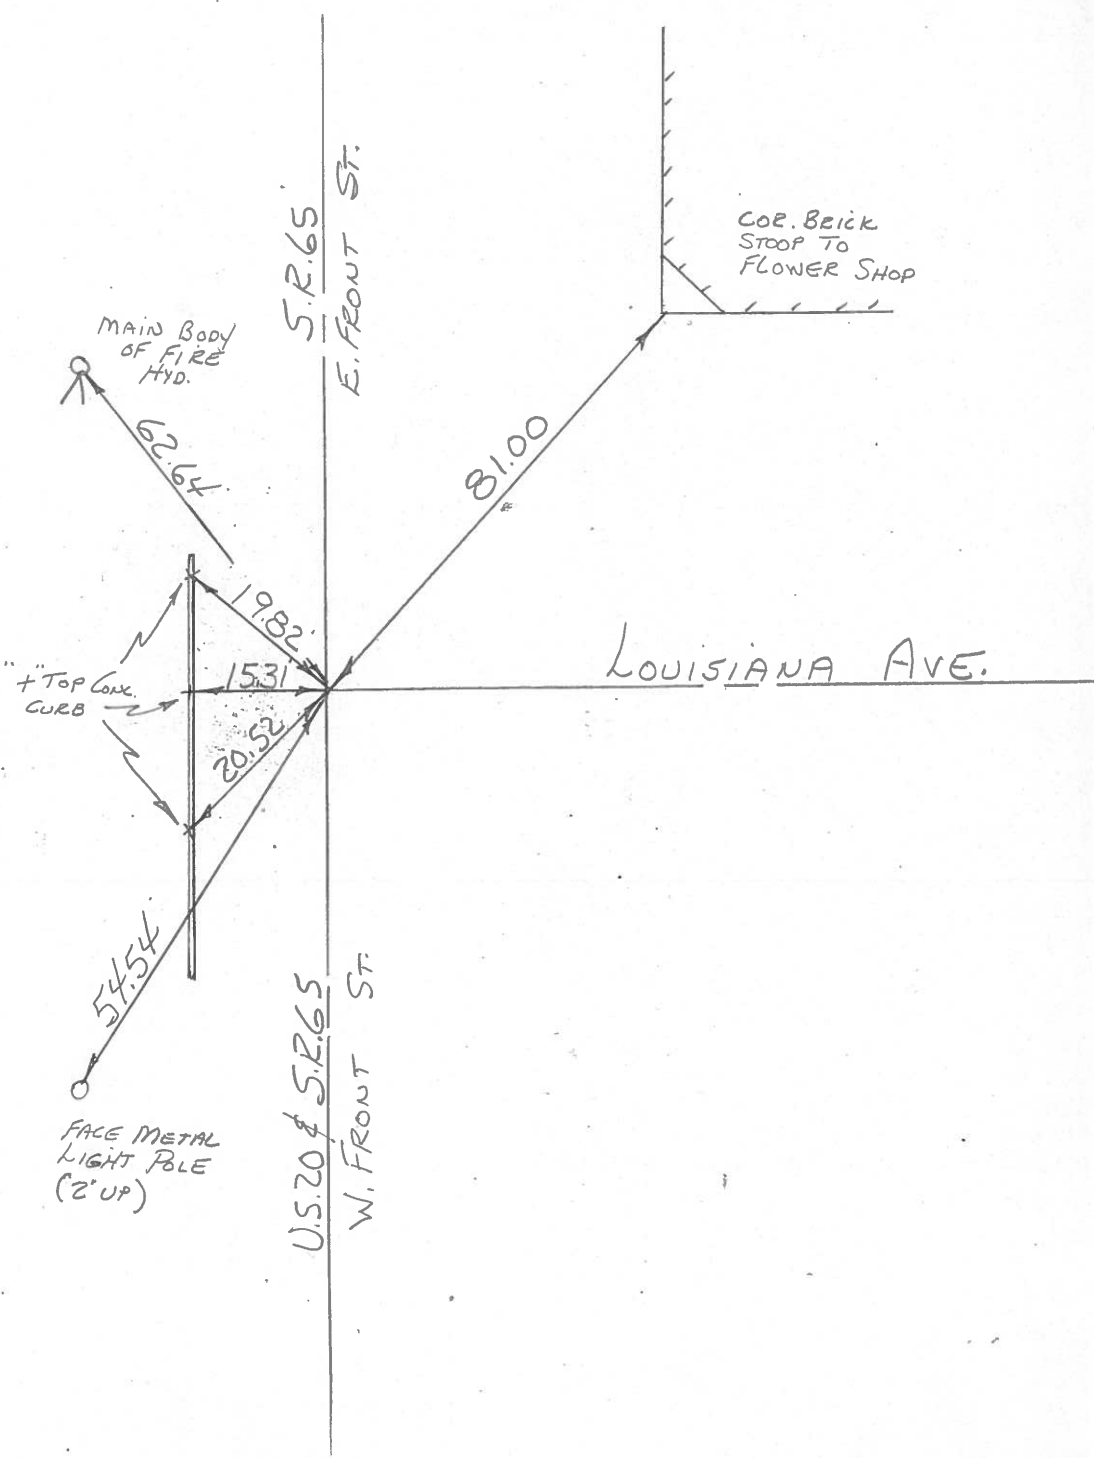 S.R.65
E. FRONT ST.
COR. BRICK
STOOP TO
FLOWER SHOP
MAIN BODY
OF FIRE
HYD.
62.64
81.00
19.82'
LOUISIANA AVE.
15.31'
"+" TOP CONC.
CURB
20.52
54.54'
U.S.20 & S.R.65
W. FRONT ST.
FACE METAL
LIGHT POLE
(2' UP)